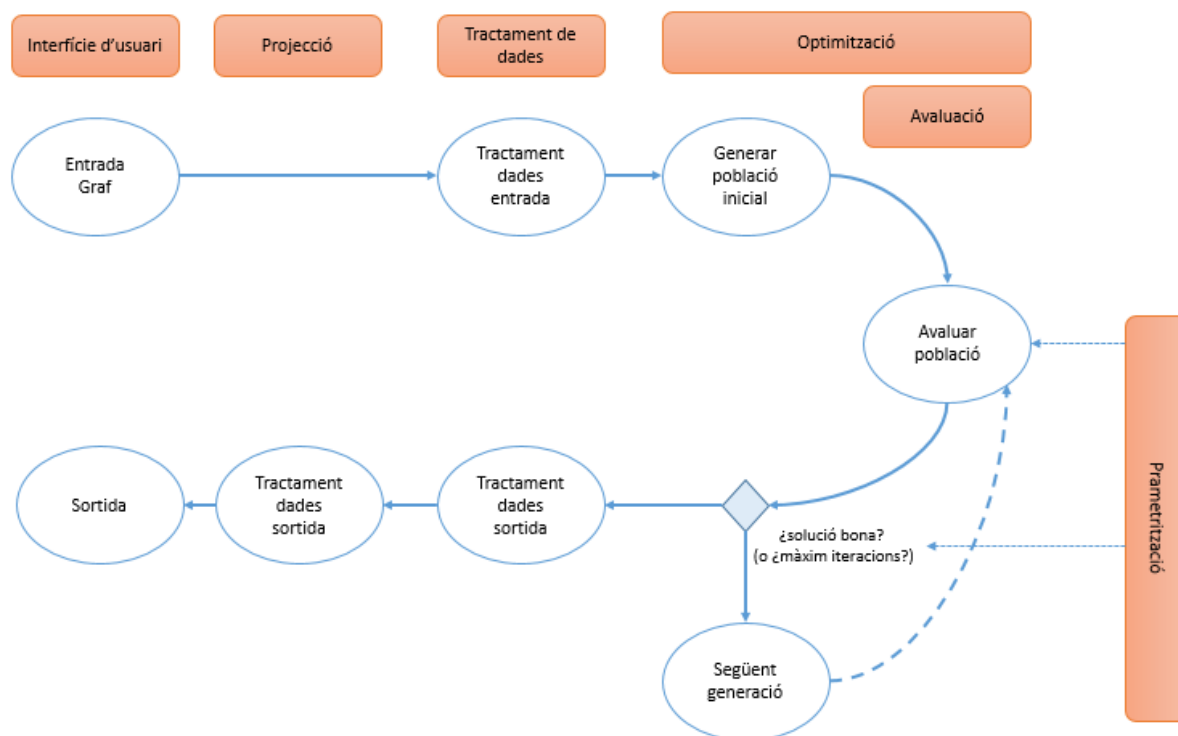 Interfície d'usuari
Projecció
Tractament de
dades
Optimització
Avaluació
Entrada
Graf
Tractament
dades
entrada
Generar
població
inicial
Avaluar
població
Prametrització
Sortida
Tractament
dades
sortida
Tractament
dades
sortida
¿solució bona?
(o ¿màxim iteracions?)
Següent
generació